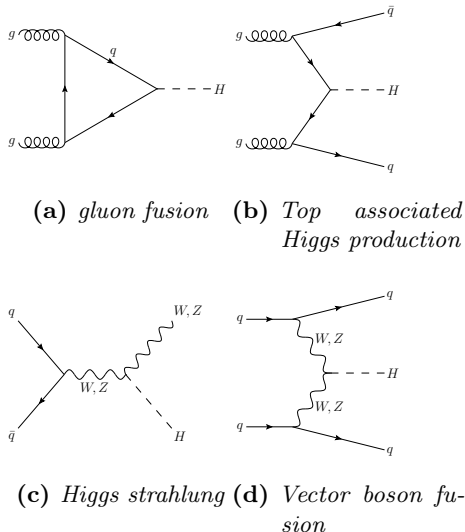 g
q
H
g
(a) gluon fusion
q̄
g
H
g
q
(b) Top associated
Higgs production
q
W, Z
W, Z
q̄
H
(c) Higgs strahlung
q
q
W, Z
H
W, Z
q
q
(d) Vector boson fu-
sion